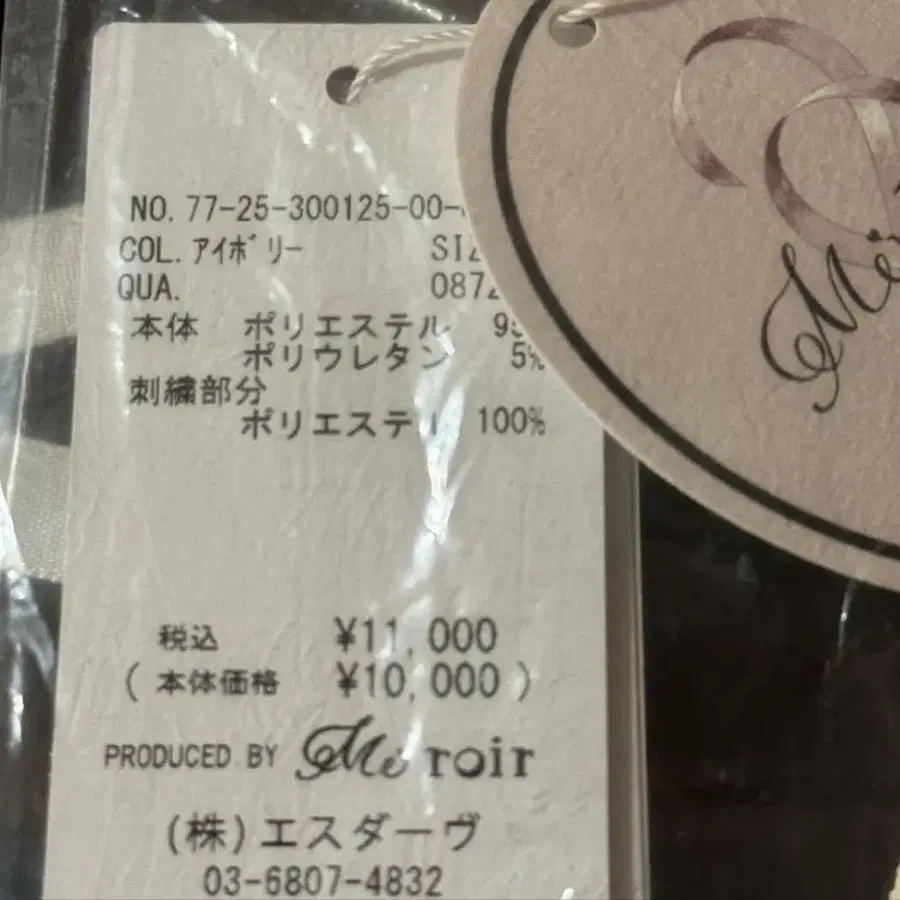 NO. 77-25-300125-00-
COL. アイボリー
QUA. 087
本体 ポリエステル
ポリウレタン 5%
刺繍部分
ポリエステル 100%
税込 ¥11,000
( 本体価格 ¥10,000 )
PRODUCED BY Miroir
(株)エスダーヴ
03-6807-4832